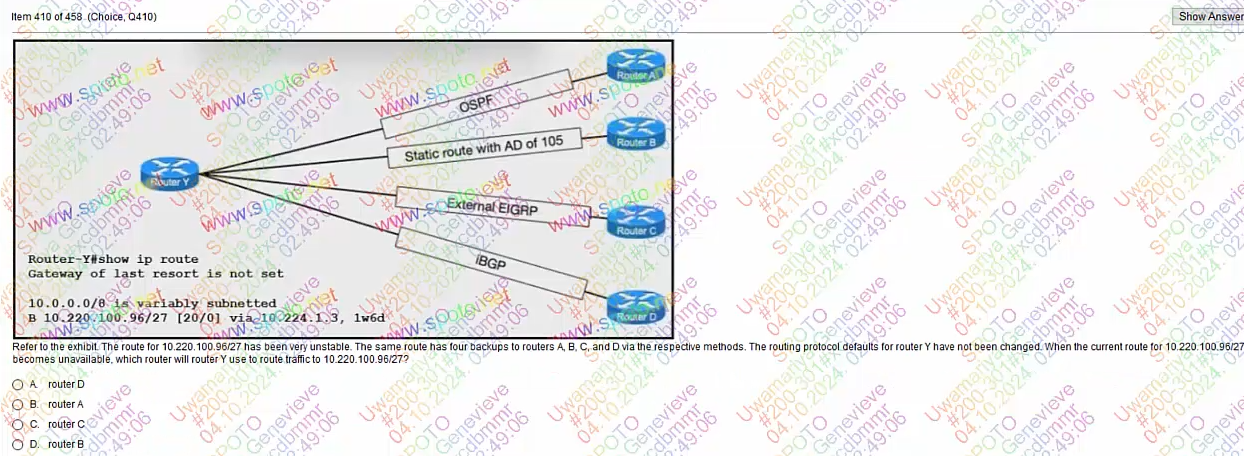 Item 410 of 458 (Choice, Q410)
Show Answer
Router A
OSPF
Static route with AD of 105
Router B
Router Y
External EIGRP
Router C
iBGP
Router D
Router-Y#show ip route
Gateway of last resort is not set
10.0.0.0/8 is variably subnetted
B 10.220.100.96/27 [20/0] via 10.224.1.3, 1w6d
www.spoto.net
Refer to the exhibit. The route for 10.220.100.96/27 has been very unstable. The same route has four backups to routers A, B, C, and D via the respective methods. The routing protocol defaults for router Y have not been changed. When the current route for 10.220.100.96/27
becomes unavailable, which router will router Y use to route traffic to 10.220.100.96/27?
A. router D
B. router A
C. router C
D. router B